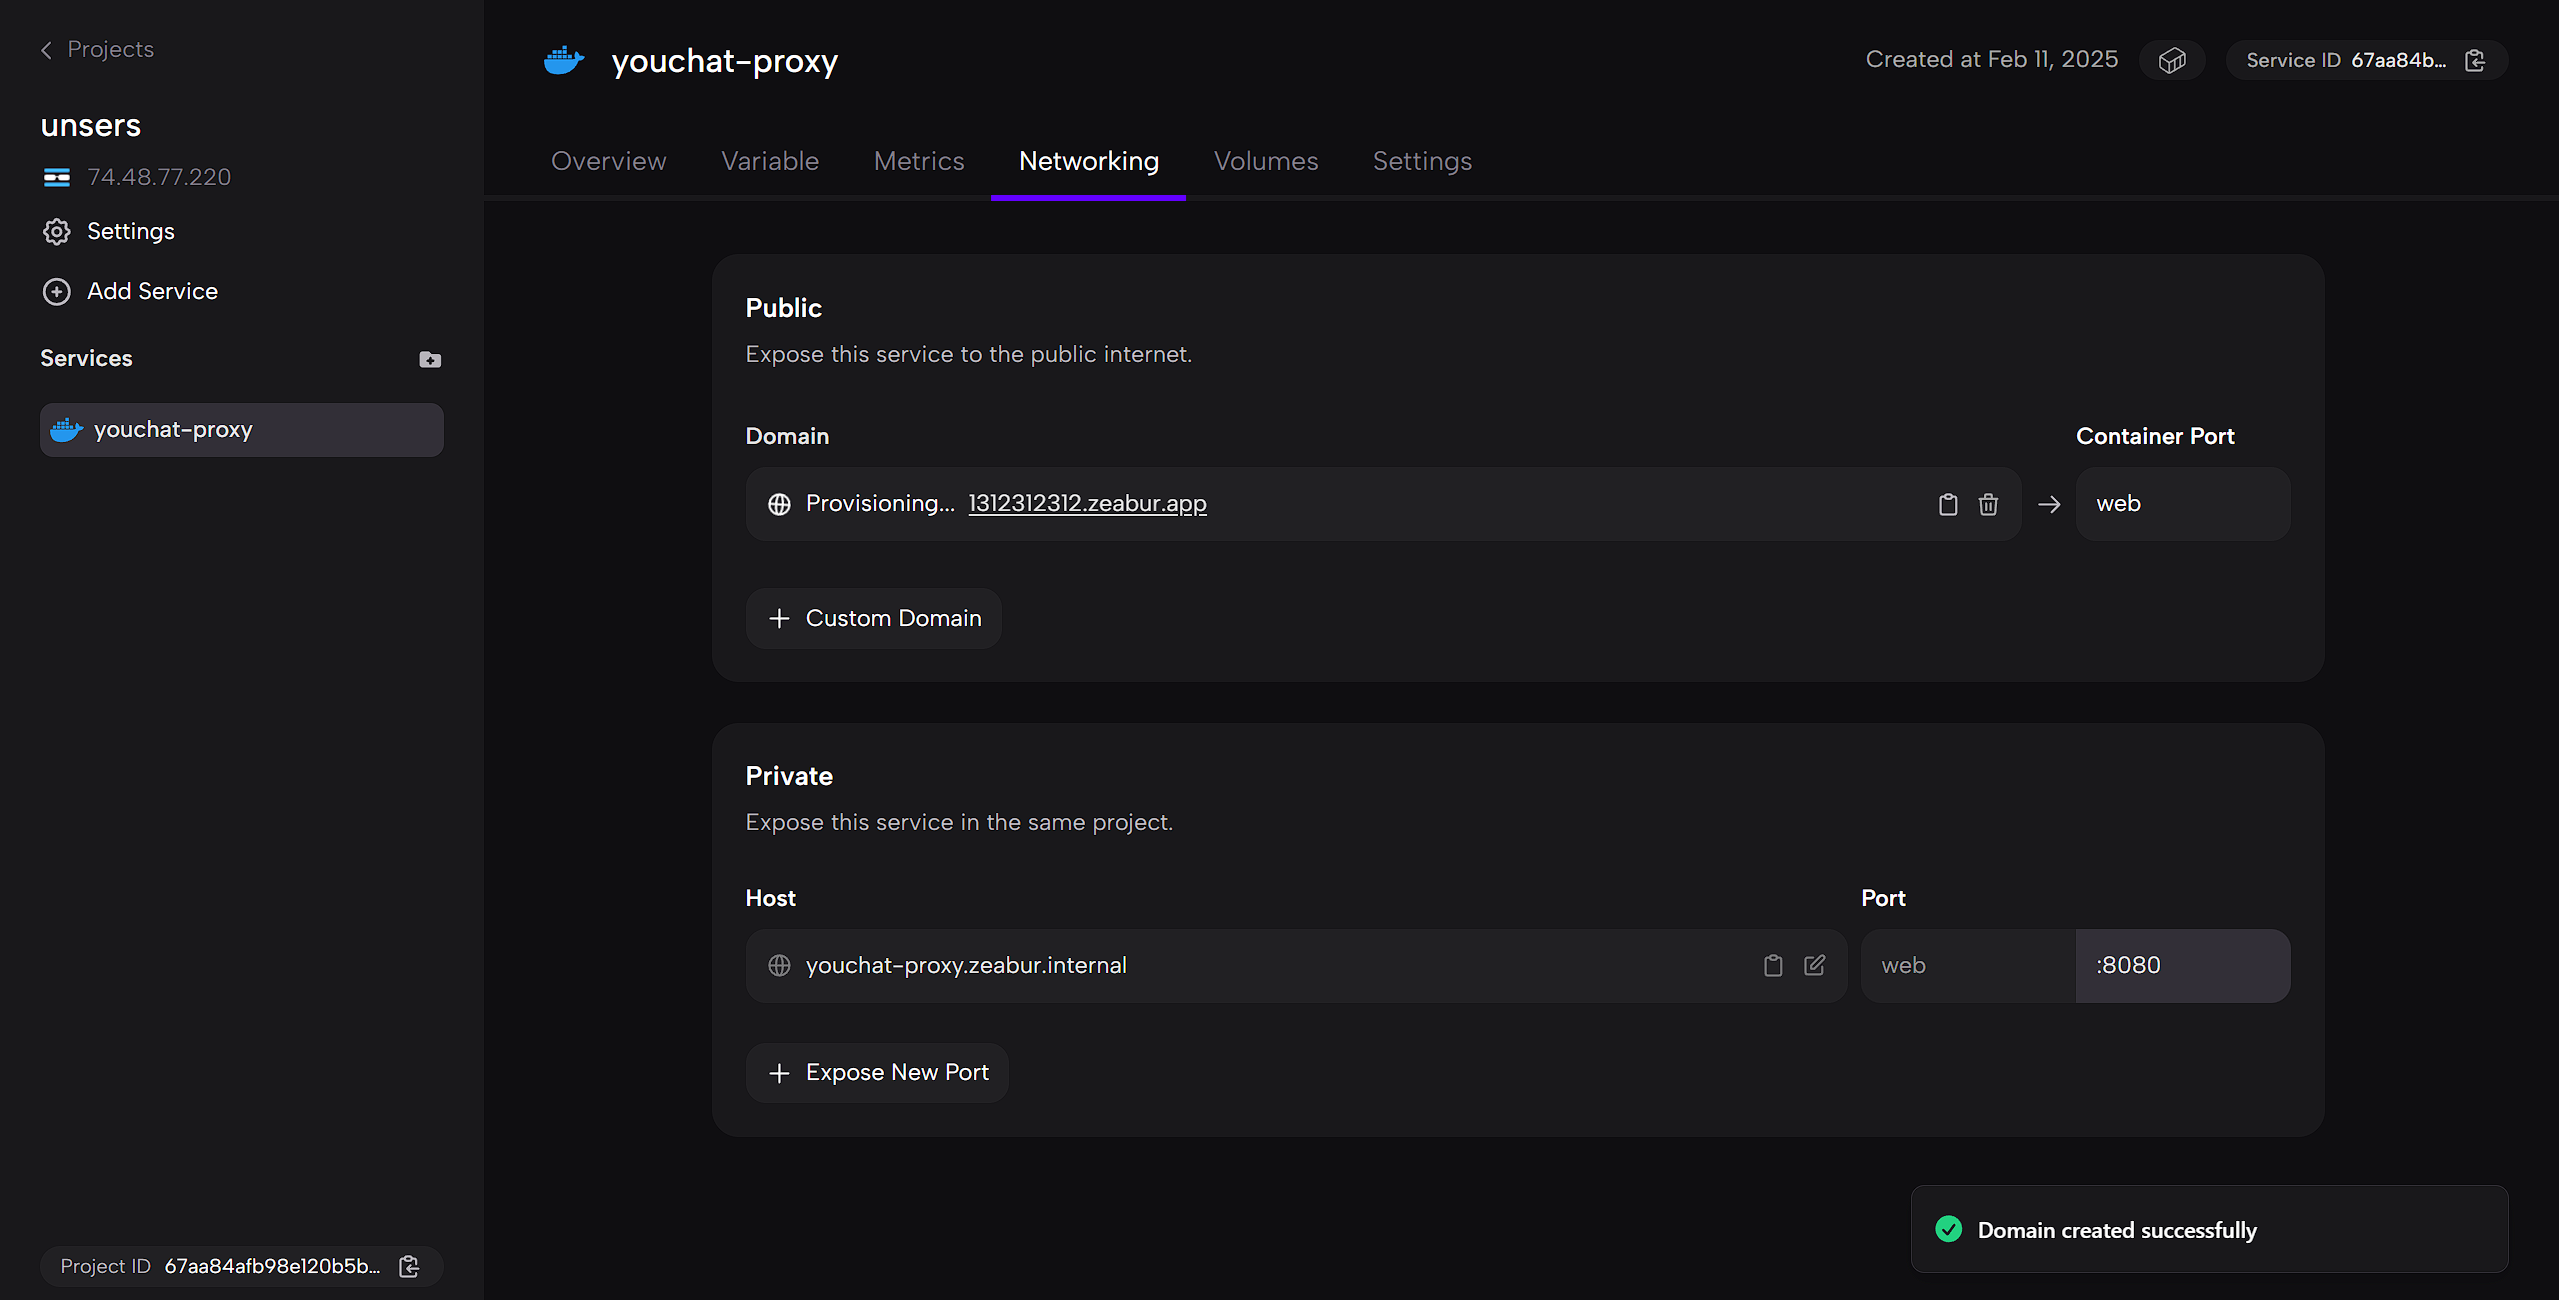 Projects
unsers
74.48.77.220
Settings
Add Service
Services
youchat-proxy
Project ID 67aa84afb98e120b5b...
youchat-proxy
Created at Feb 11, 2025
Service ID 67aa84b...
Overview Variable Metrics Networking Volumes Settings
Public
Expose this service to the public internet.
Domain Container Port
Provisioning... 1312312312.zeabur.app web
Custom Domain
Private
Expose this service in the same project.
Host Port
youchat-proxy.zeabur.internal web :8080
Expose New Port
Domain created successfully